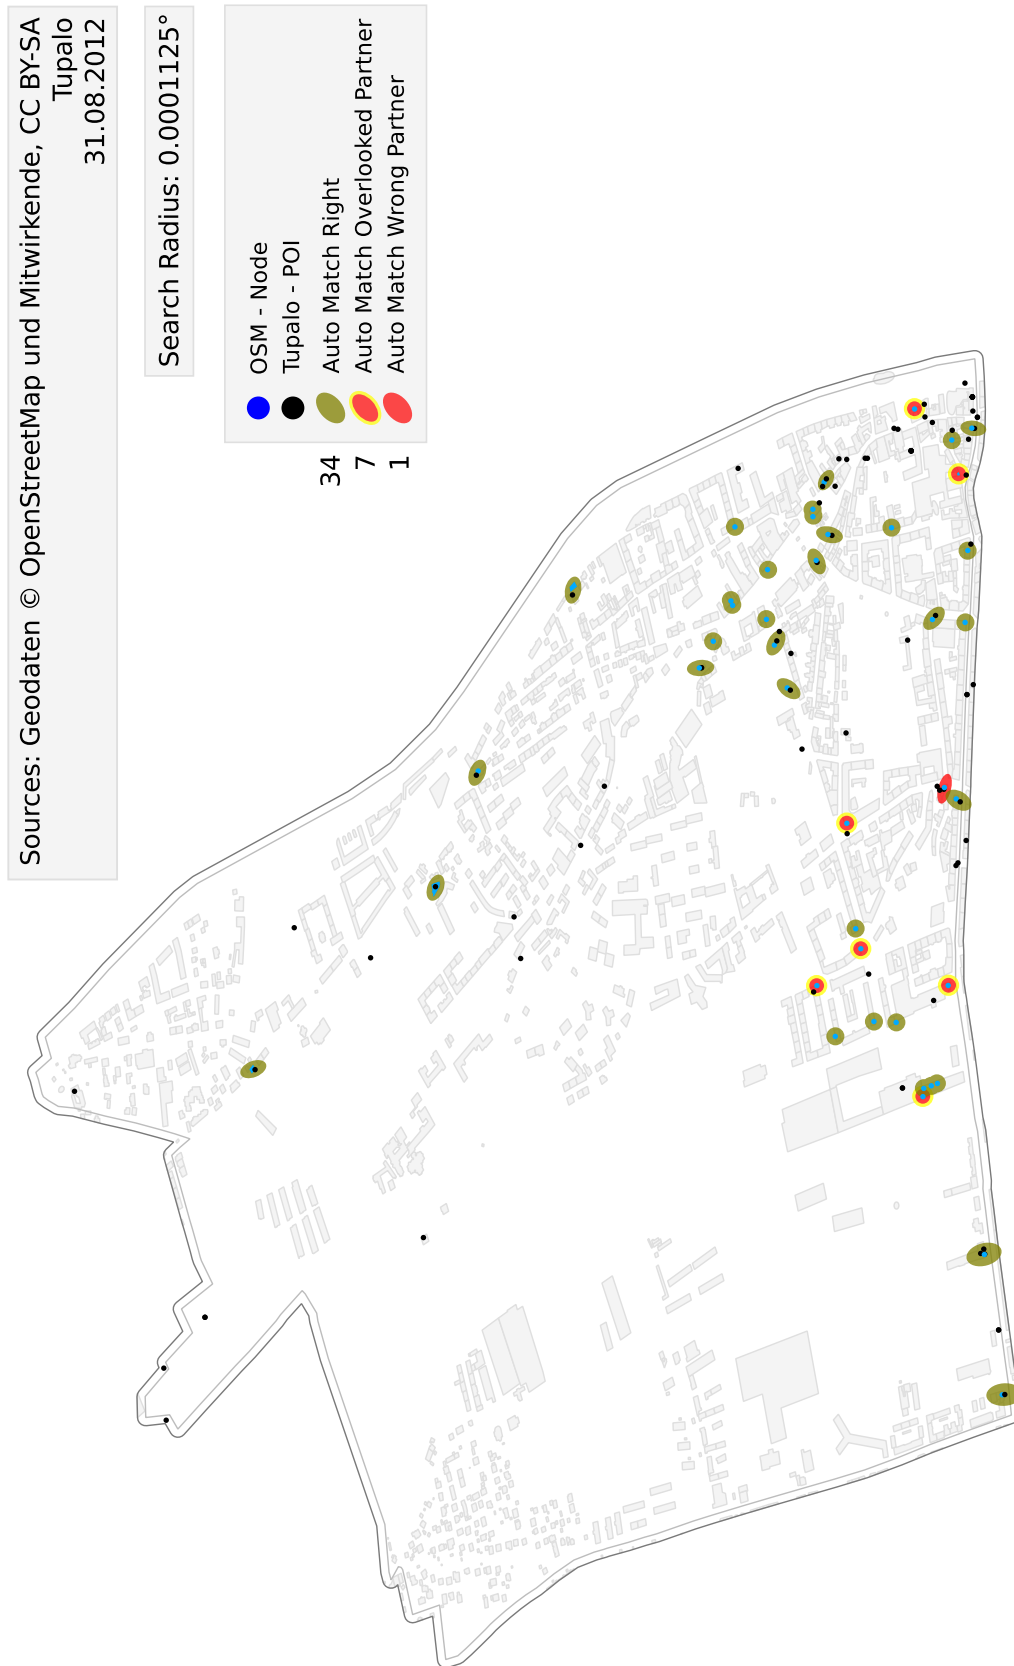 Sources: Geodaten © OpenStreetMap und Mitwirkende, CC BY-SA
Tupalo
31.08.2012
Search Radius: 0.0001125°
OSM - Node
Tupalo - POI
34 Auto Match Right
7 Auto Match Overlooked Partner
1 Auto Match Wrong Partner